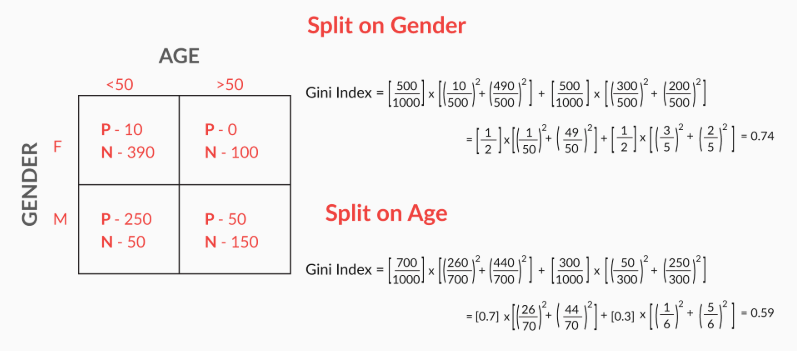 Split on Gender
AGE
<50 >50
GENDER
F
P - 10
N - 390
P - 0
N - 100
M
P - 250
N - 50
P - 50
N - 150
Gini Index = [500/1000] x [(10/500)² + (490/500)²] + [500/1000] x [(300/500)² + (200/500)²]
= [1/2] x [(1/50)² + (49/50)²] + [1/2] x [(3/5)² + (2/5)²] = 0.74
Split on Age
Gini Index = [700/1000] x [(260/700)² + (440/700)²] + [300/1000] x [(50/300)² + (250/300)²]
= [0.7] x [(26/70)² + (44/70)²] + [0.3] x [(1/6)² + (5/6)²] = 0.59